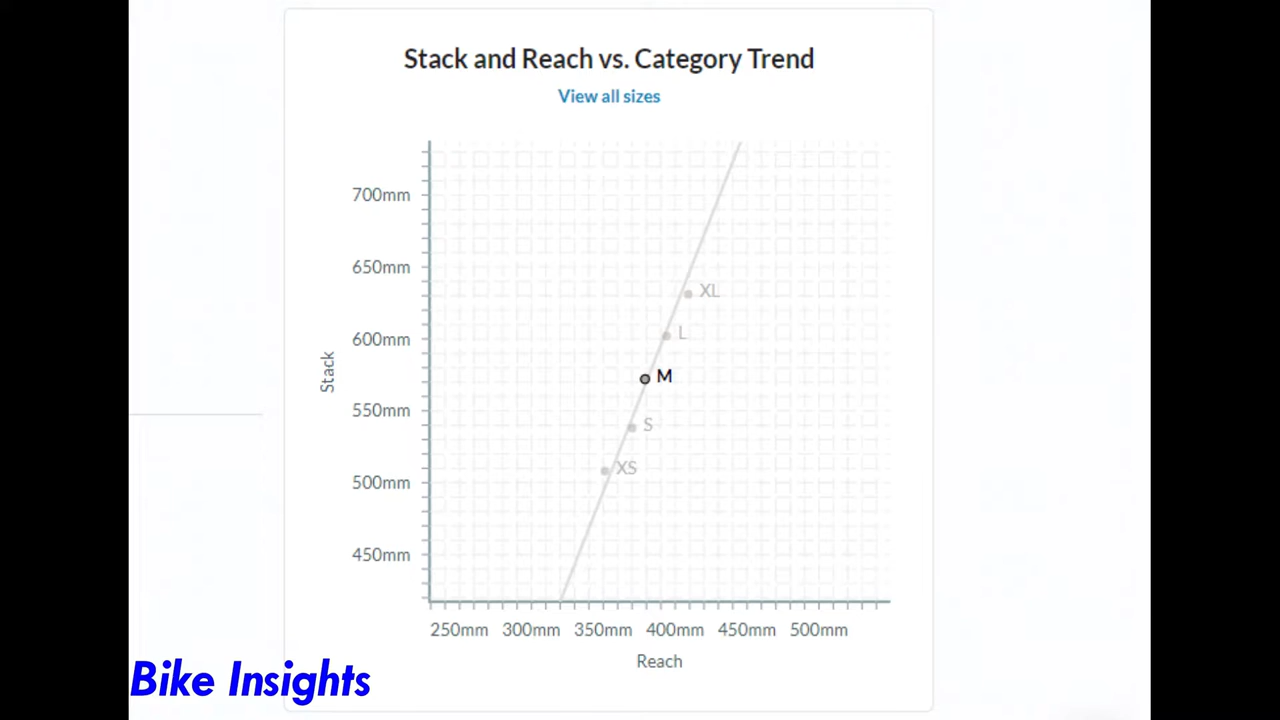 Stack and Reach vs. Category Trend
View all sizes
700mm
650mm
XL
600mm
L
Stack
M
550mm
S
XS
500mm
450mm
250mm 300mm 350mm 400mm 450mm 500mm
Reach
Bike Insights